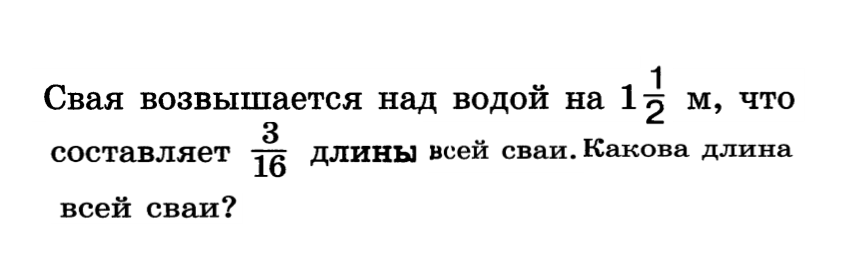 Свая возвышается над водой на 1 1/2 м, что
составляет 3/16 длины всей сваи. Какова длина
всей сваи?